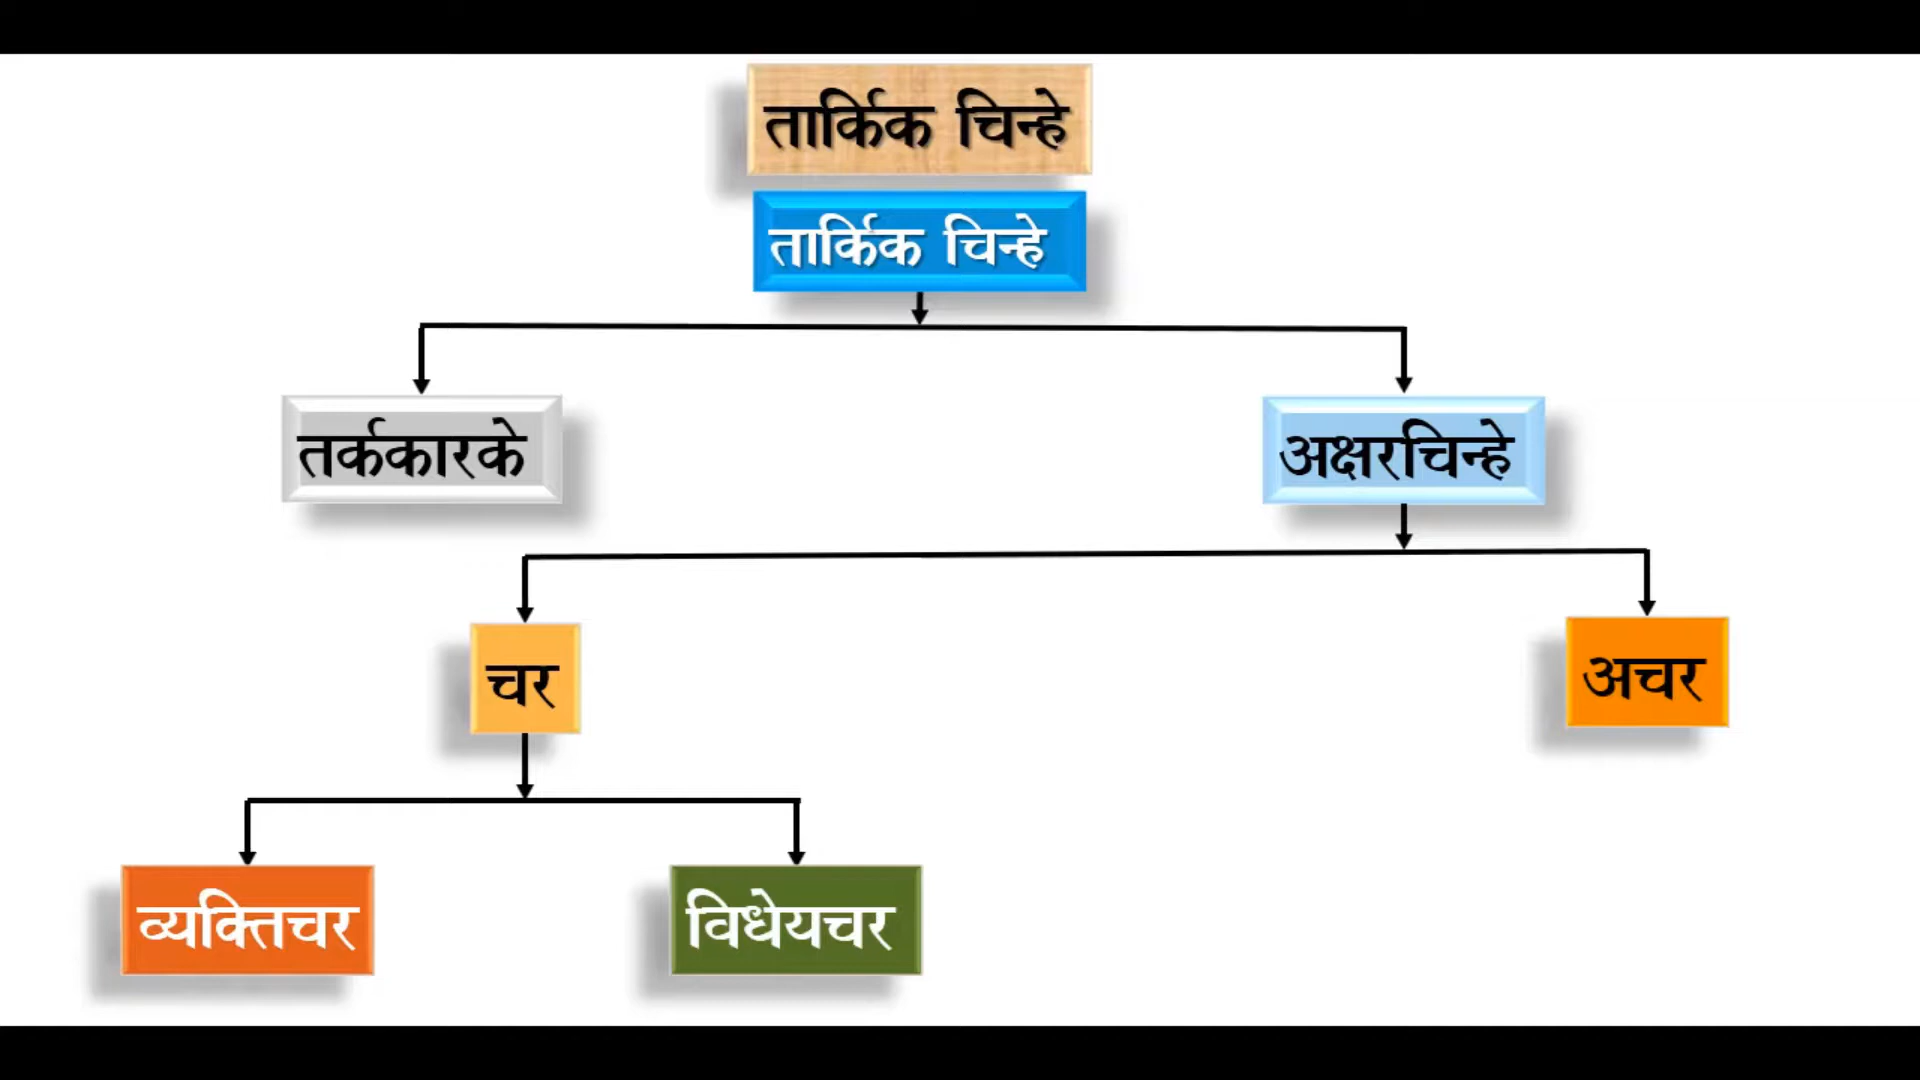 तार्किक चिन्हे
तार्किक चिन्हे
तर्ककारके
अक्षरचिन्हे
चर
अचर
व्यक्तिचर
विधेयचर